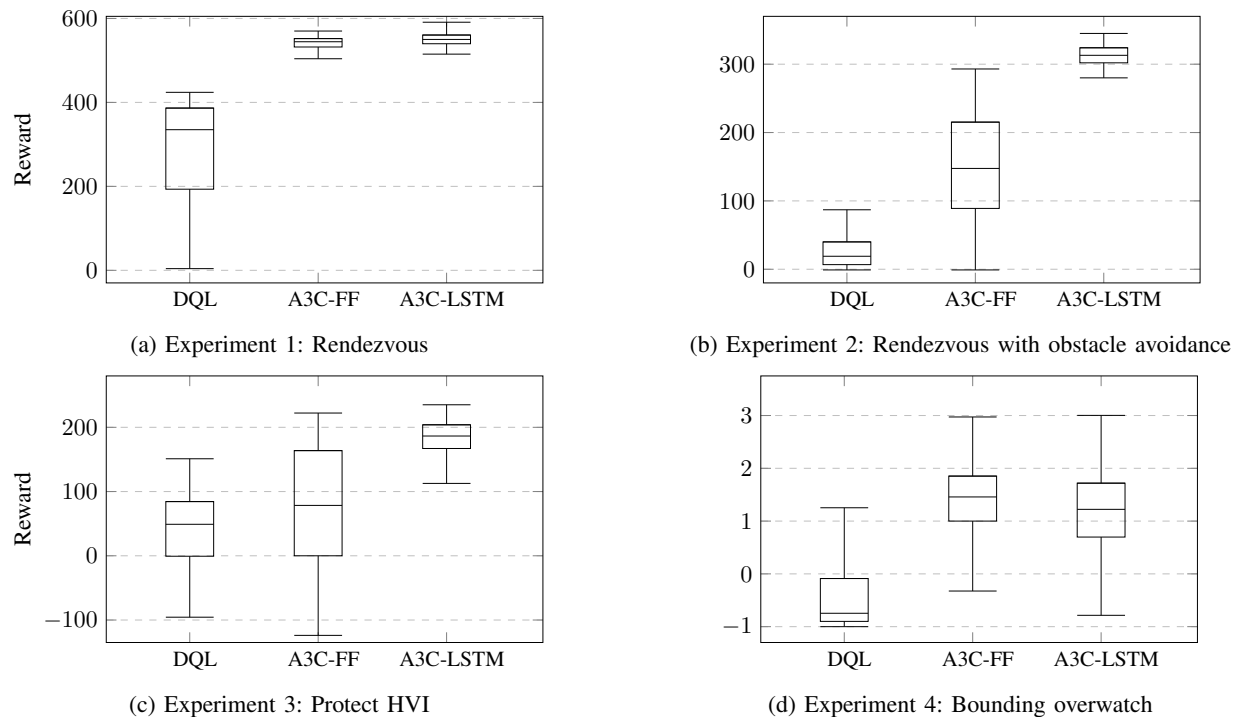 600
400
200
0
Reward
DQL A3C-FF A3C-LSTM
(a) Experiment 1: Rendezvous
300
200
100
0
DQL A3C-FF A3C-LSTM
(b) Experiment 2: Rendezvous with obstacle avoidance
200
100
0
−100
Reward
DQL A3C-FF A3C-LSTM
(c) Experiment 3: Protect HVI
3
2
1
0
−1
DQL A3C-FF A3C-LSTM
(d) Experiment 4: Bounding overwatch